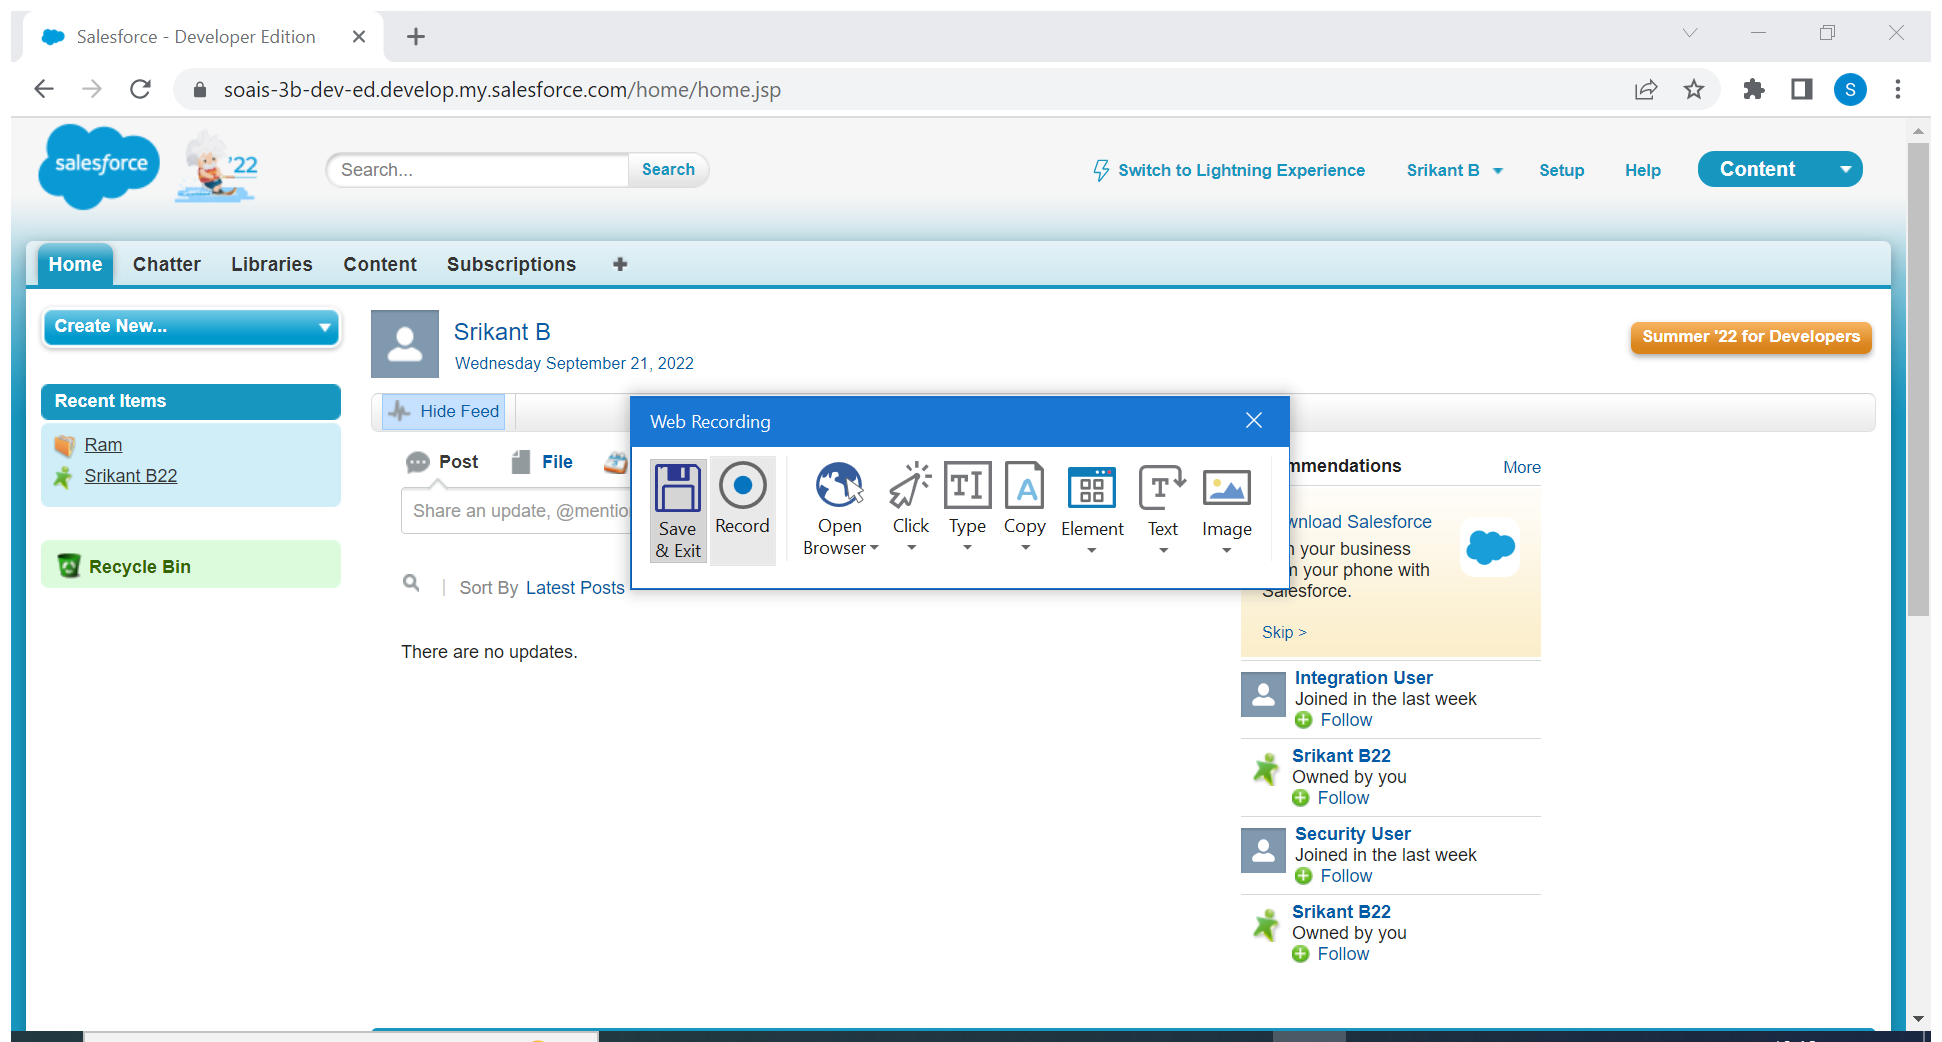 Salesforce - Developer Edition
soais-3b-dev-ed.develop.my.salesforce.com/home/home.jsp
S
salesforce
'22
Search...
Search
Switch to Lightning Experience
Srikant B
Setup
Help
Content
Home
Chatter
Libraries
Content
Subscriptions
Create New...
Srikant B
Wednesday September 21, 2022
Summer '22 for Developers
Recent Items
Ram
Srikant B22
Recycle Bin
Hide Feed
Post
File
Share an update, @mentio
Sort By Latest Posts
There are no updates.
Web Recording
Save & Exit
Record
Open Browser
Click
Type
Copy
Element
Text
Image
mmendations
More
wnload Salesforce
your business
m your phone with
Salesforce.
Skip >
Integration User
Joined in the last week
Follow
Srikant B22
Owned by you
Follow
Security User
Joined in the last week
Follow
Srikant B22
Owned by you
Follow